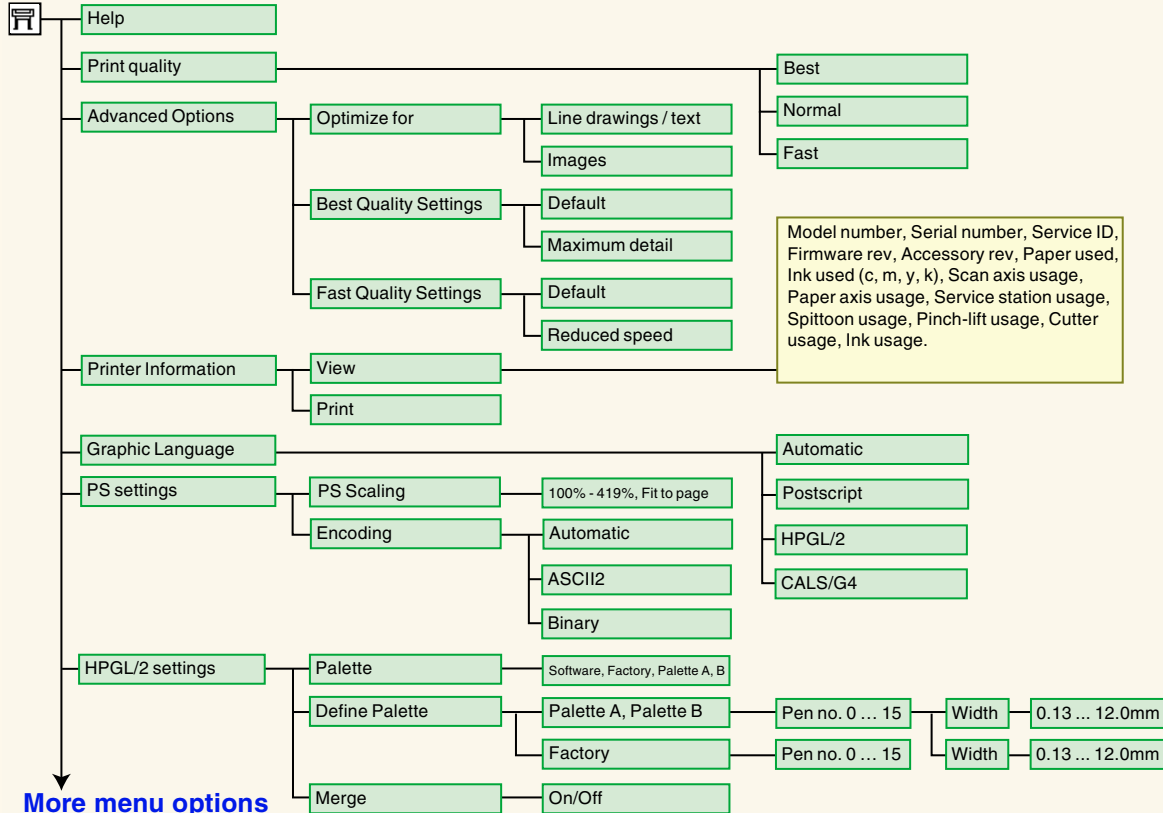 Help
Print quality
Best
Normal
Fast
Advanced Options
Optimize for
Line drawings / text
Images
Best Quality Settings
Default
Maximum detail
Fast Quality Settings
Default
Reduced speed
Model number, Serial number, Service ID,
Firmware rev, Accessory rev, Paper used,
Ink used (c, m, y, k), Scan axis usage,
Paper axis usage, Service station usage,
Spittoon usage, Pinch-lift usage, Cutter
usage, Ink usage.
Printer Information
View
Print
Graphic Language
Automatic
Postscript
HPGL/2
CALS/G4
PS settings
PS Scaling
100% - 419%, Fit to page
Encoding
Automatic
ASCII2
Binary
HPGL/2 settings
Palette
Software, Factory, Palette A, B
Define Palette
Palette A, Palette B
Pen no. 0 ... 15
Width
0.13 ... 12.0mm
Factory
Pen no. 0 ... 15
Width
0.13 ... 12.0mm
Merge
On/Off
More menu options